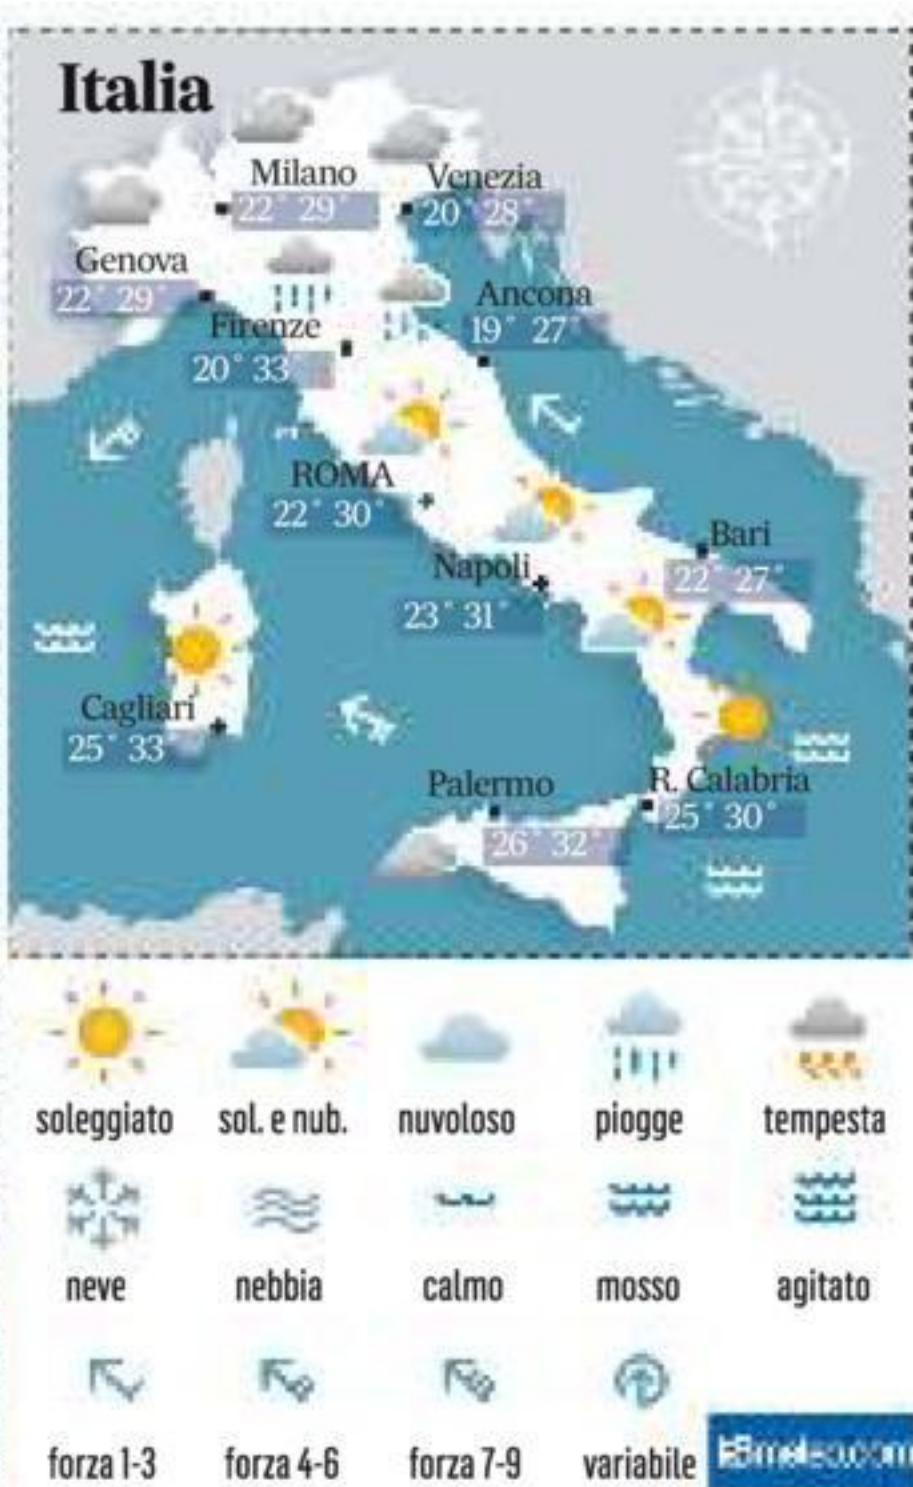 Italia
Milano
22° 29°
Venezia
20° 28°
Genova
22° 29°
Firenze
20° 33°
Ancona
19° 27°
ROMA
22° 30°
Napoli
23° 31°
Bari
22° 27°
Cagliari
25° 33°
Palermo
26° 32°
R. Calabria
25° 30°
soleggiato sol. e nub. nuvoloso piogge tempesta
neve nebbia calmo mosso agitato
forza 1-3 forza 4-6 forza 7-9 variabile